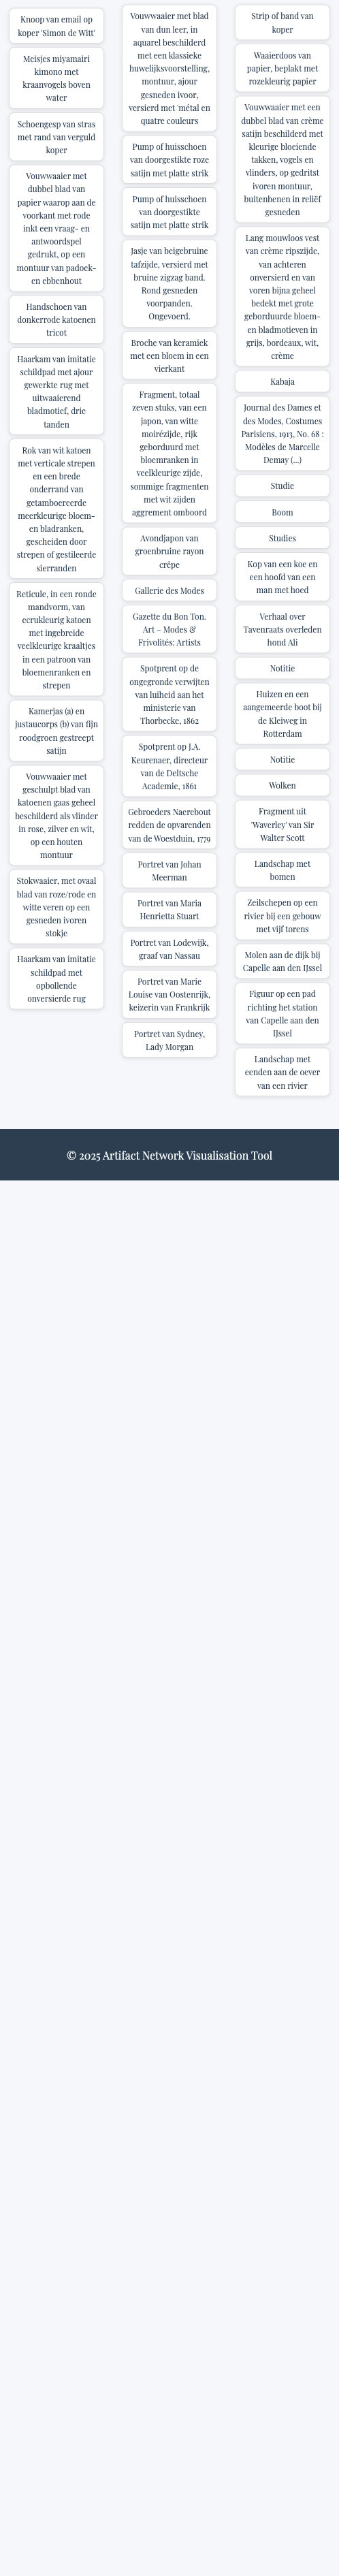 Knoop van email op
koper 'Simon de Witt'
Meisjes miyamairi
kimono met
kraanvogels boven
water
Schoengesp van stras
met rand van verguld
koper
Vouwwaaier met
dubbel blad van
papier waarop aan de
voorkant met rode
inkt een vraag- en
antwoordspel
gedrukt, op een
montuur van padoek-
en ebbenhout
Handschoen van
donkerrode katoenen
tricot
Haarkam van imitatie
schildpad met ajour
gewerkte rug met
uitwaaierend
bladmotief, drie
tanden
Rok van wit katoen
met verticale strepen
en een brede
onderrand van
getamboereerde
meerkleurige bloem-
en bladranken,
gescheiden door
strepen of gestileerde
sierranden
Reticule, in een ronde
mandvorm, van
ecrukleurig katoen
met ingebreide
veelkleurige kraaltjes
in een patroon van
bloemenranken en
strepen
Kamerjas (a) en
justaucorps (b) van fijn
roodgroen gestreept
satijn
Vouwwaaier met
geschulpt blad van
katoenen gaas geheel
beschilderd als vlinder
in rose, zilver en wit,
op een houten
montuur
Stokwaaier, met ovaal
blad van roze/rode en
witte veren op een
gesneden ivoren
stokje
Haarkam van imitatie
schildpad met
opbollende
onversierde rug
Vouwwaaier met blad
van dun leer, in
aquarel beschilderd
met een klassieke
huwelijksvoorstelling,
montuur, ajour
gesneden ivoor,
versierd met 'métal en
quatre couleurs
Pump of huisschoen
van doorgestikte roze
satijn met platte strik
Pump of huisschoen
van doorgestikte
satijn met platte strik
Jasje van beigebruine
tafzijde, versierd met
bruine zigzag band.
Rond gesneden
voorpanden.
Ongevoerd.
Broche van keramiek
met een bloem in een
vierkant
Fragment, totaal
zeven stuks, van een
japon, van witte
moirézijde, rijk
geborduurd met
bloemranken in
veelkleurige zijde,
sommige fragmenten
met wit zijden
aggrement omboord
Avondjapon van
groenbruine rayon
crêpe
Gallerie des Modes
Gazette du Bon Ton.
Art – Modes &
Frivolités: Artists
Spotprent op de
ongegronde verwijten
van luiheid aan het
ministerie van
Thorbecke, 1862
Spotprent op J.A.
Keurenaer, directeur
van de Deltsche
Academie, 1861
Gebroeders Naerebout
redden de opvarenden
van de Woestduin, 1779
Portret van Johan
Meerman
Portret van Maria
Henrietta Stuart
Portret van Lodewijk,
graaf van Nassau
Portret van Marie
Louise van Oostenrijk,
keizerin van Frankrijk
Portret van Sydney,
Lady Morgan
Strip of band van
koper
Waaierdoos van
papier, beplakt met
rozekleurig papier
Vouwwaaier met een
dubbel blad van crème
satijn beschilderd met
kleurige bloeiende
takken, vogels en
vlinders, op gedritst
ivoren montuur,
buitenbenen in reliëf
gesneden
Lang mouwloos vest
van crème ripszijde,
van achteren
onversierd en van
voren bijna geheel
bedekt met grote
geborduurde bloem-
en bladmotieven in
grijs, bordeaux, wit,
crème
Kabaja
Journal des Dames et
des Modes, Costumes
Parisiens, 1913, No. 68 :
Modèles de Marcelle
Demay (...)
Studie
Boom
Studies
Kop van een koe en
een hoofd van een
man met hoed
Verhaal over
Tavenraats overleden
hond Ali
Notitie
Huizen en een
aangemeerde boot bij
de Kleiweg in
Rotterdam
Notitie
Wolken
Fragment uit
'Waverley' van Sir
Walter Scott
Landschap met
bomen
Zeilschepen op een
rivier bij een gebouw
met vijf torens
Molen aan de dijk bij
Capelle aan den IJssel
Figuur op een pad
richting het station
van Capelle aan den
IJssel
Landschap met
eenden aan de oever
van een rivier
© 2025 Artifact Network Visualisation Tool